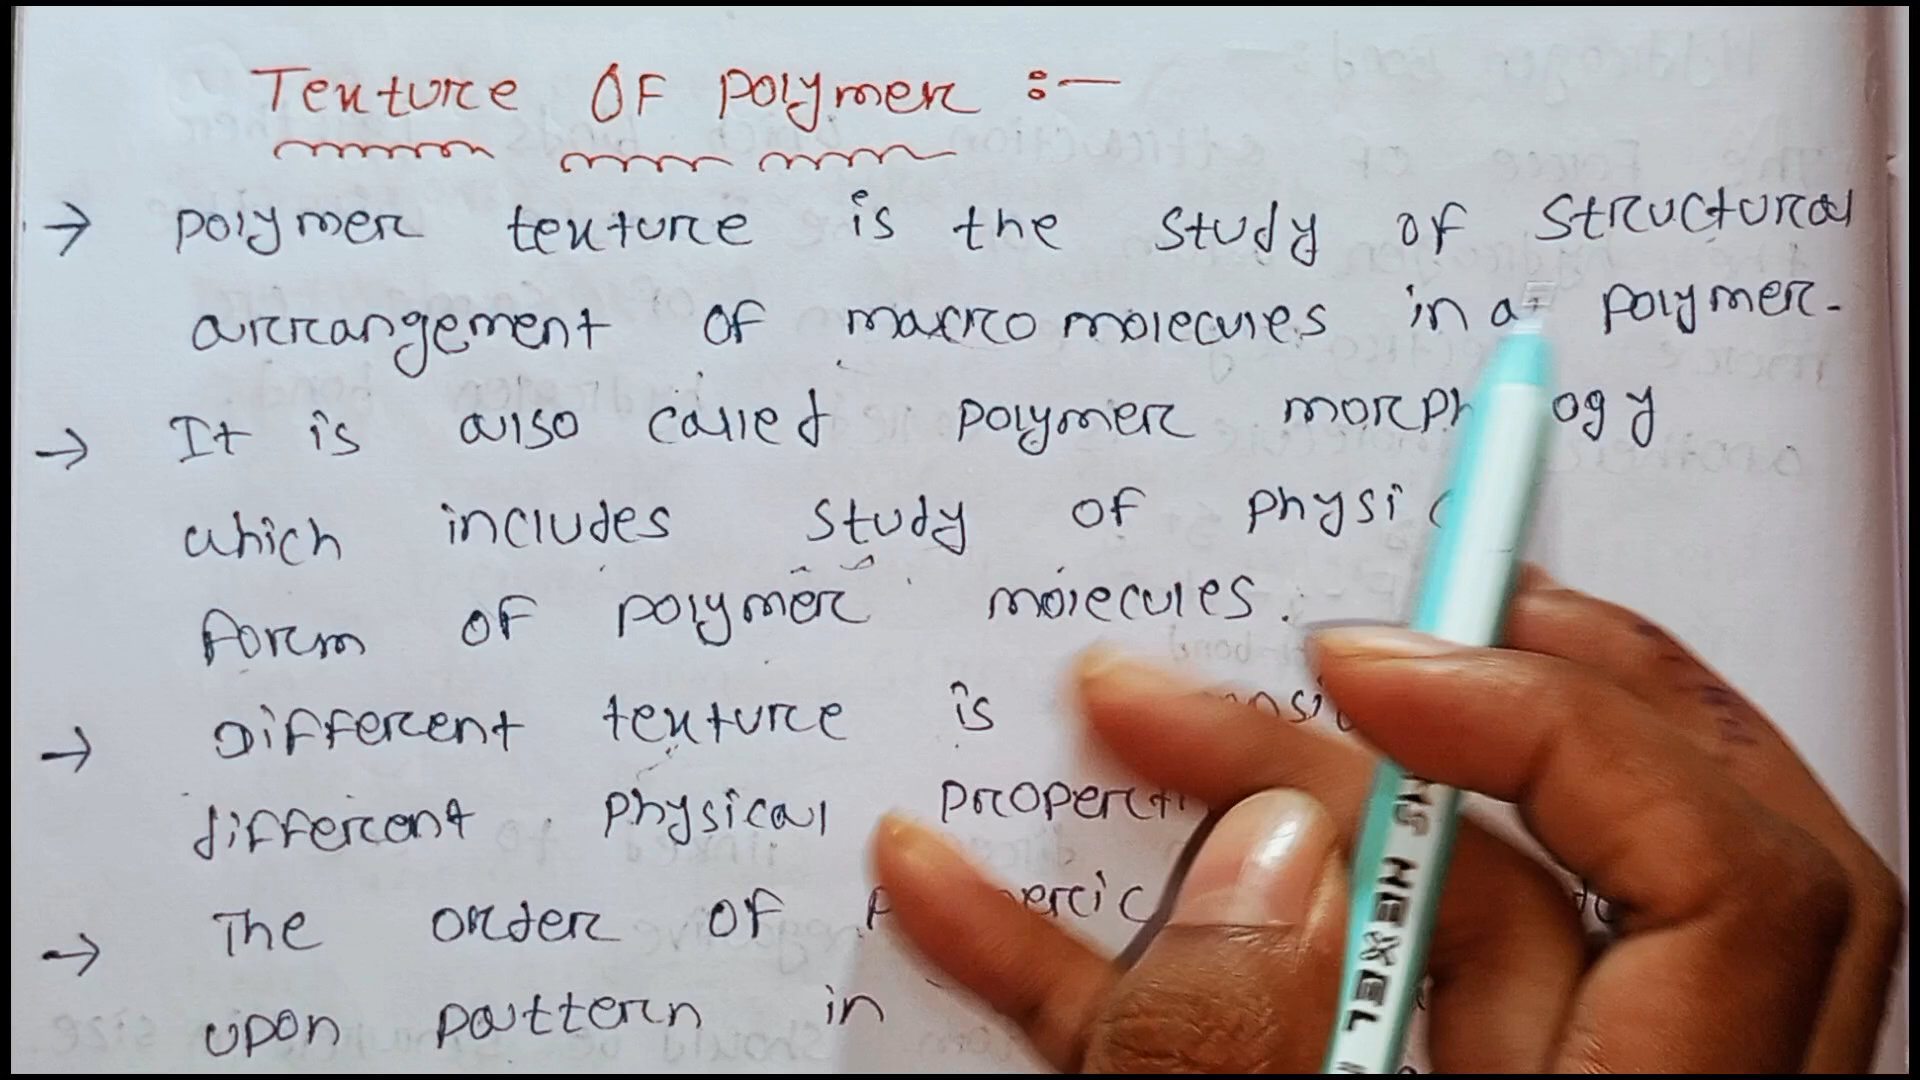 Texture Of Polymer :-
→ polymer texture is the study of structural
arrangement of macromolecules in a polymer.
→ It is also called polymer
which includes study of
form of polymer molecules.
→ Different texture is
different physical
→ The order of
upon pattern in
HEXEL